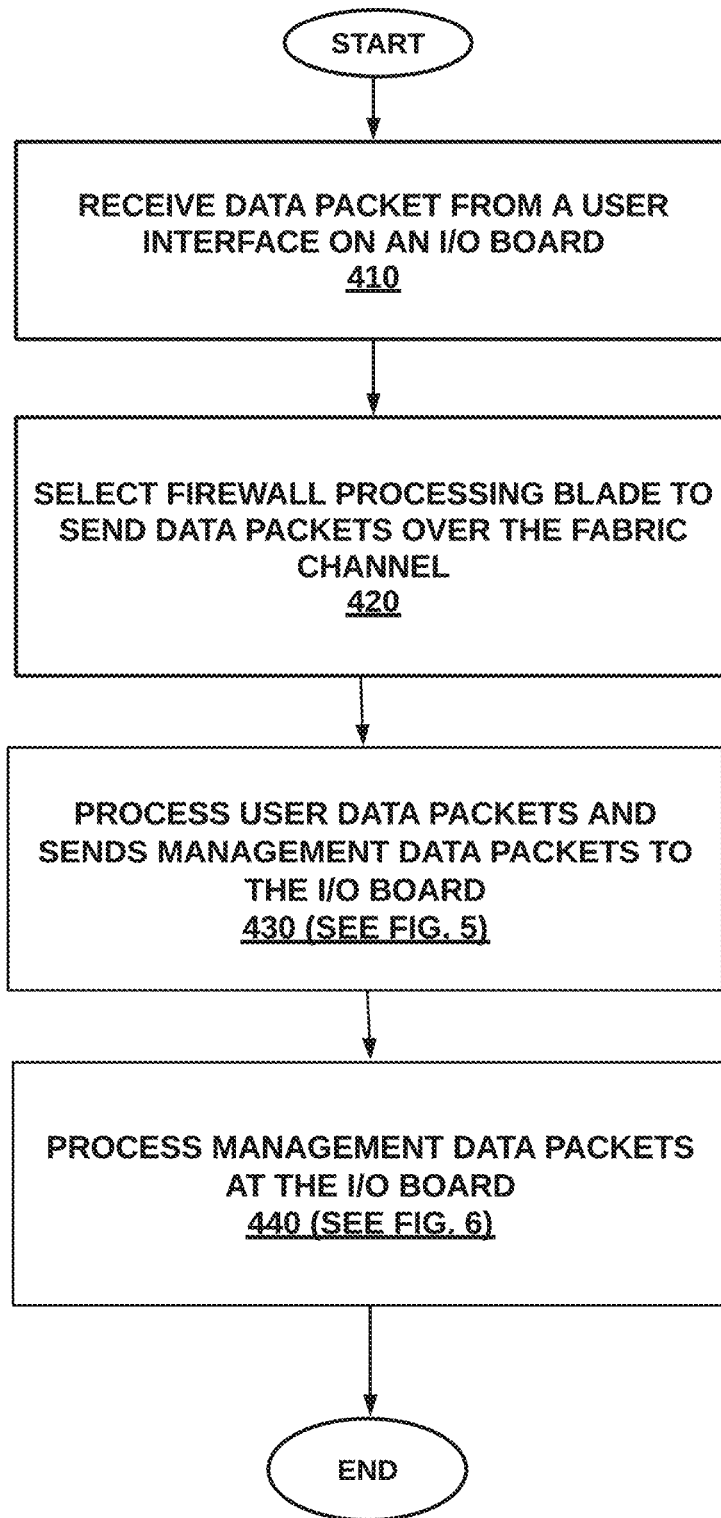 START
RECEIVE DATA PACKET FROM A USER
INTERFACE ON AN I/O BOARD
410
SELECT FIREWALL PROCESSING BLADE TO
SEND DATA PACKETS OVER THE FABRIC
CHANNEL
420
PROCESS USER DATA PACKETS AND
SENDS MANAGEMENT DATA PACKETS TO
THE I/O BOARD
430 (SEE FIG. 5)
PROCESS MANAGEMENT DATA PACKETS
AT THE I/O BOARD
440 (SEE FIG. 6)
END